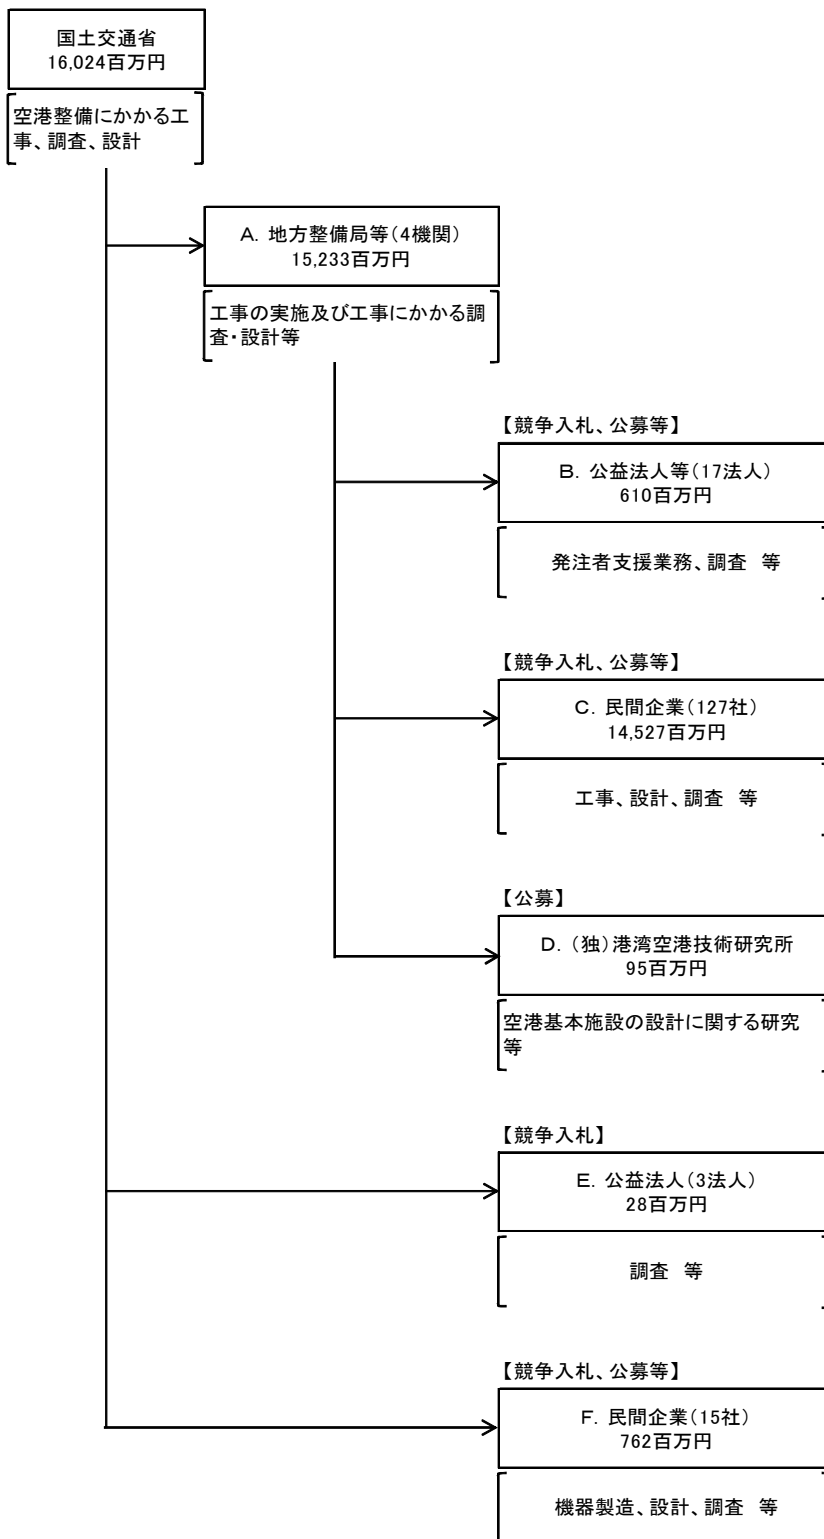 国土交通省
16,024百万円
空港整備にかかる工
事、調査、設計
A. 地方整備局等(4機関)
15,233百万円
工事の実施及び工事にかかる調
査・設計等
【競争入札、公募等】
B. 公益法人等(17法人)
610百万円
発注者支援業務、調査 等
【競争入札、公募等】
C. 民間企業(127社)
14,527百万円
工事、設計、調査 等
【公募】
D. (独)港湾空港技術研究所
95百万円
空港基本施設の設計に関する研究
等
【競争入札】
E. 公益法人(3法人)
28百万円
調査 等
【競争入札、公募等】
F. 民間企業(15社)
762百万円
機器製造、設計、調査 等